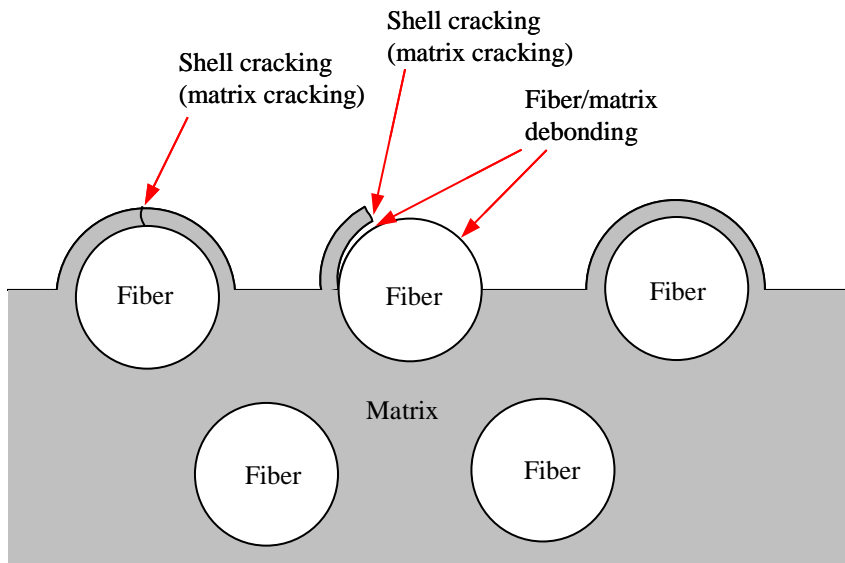 Shell cracking
(matrix cracking)
Shell cracking
(matrix cracking)
Fiber/matrix
debonding
Fiber
Fiber
Fiber
Matrix
Fiber
Fiber